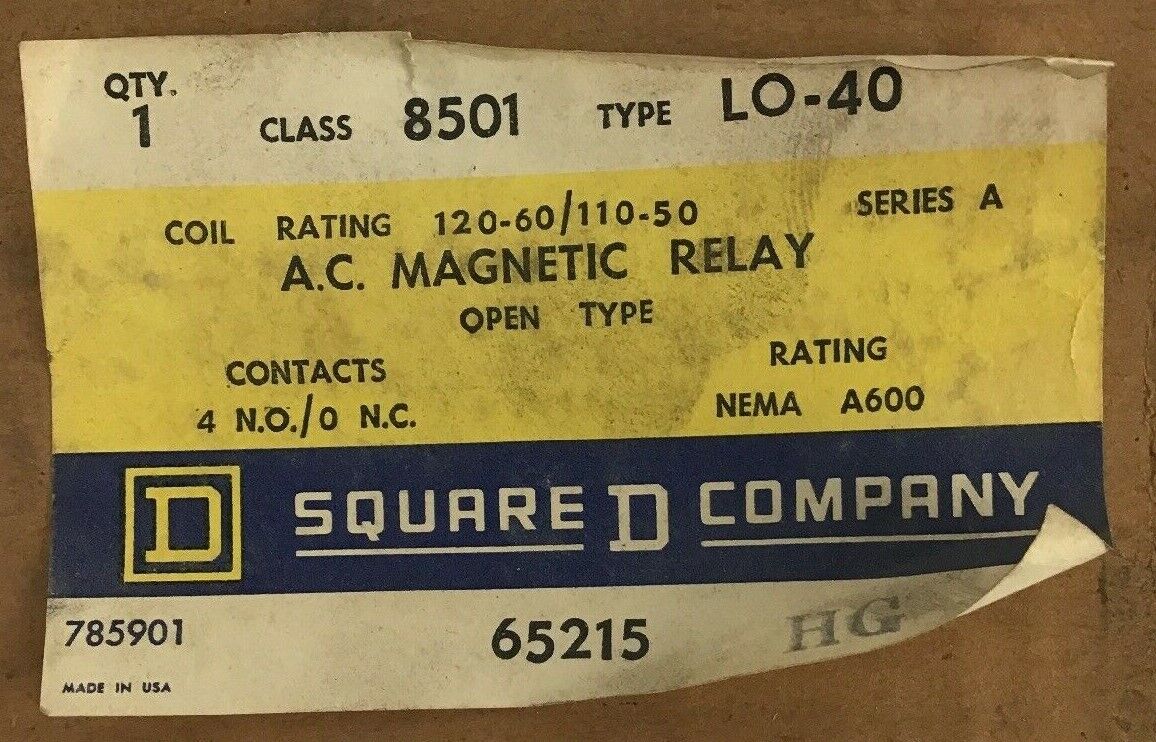 QTY.
1 CLASS 8501 TYPE LO-40
COIL RATING 120-60/110-50 SERIES A
A.C. MAGNETIC RELAY
OPEN TYPE
CONTACTS
4 N.O./0 N.C.
RATING
NEMA A600
D SQUARE D COMPANY
785901 65215 HG
MADE IN USA